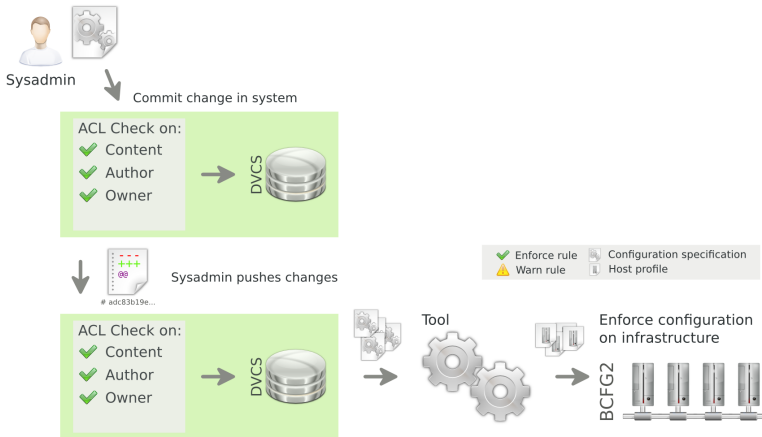 Sysadmin
Commit change in system
ACL Check on:
Content
Author
Owner
DVCS
- - -
+++
@@
# adc83b19e...
Sysadmin pushes changes
Enforce rule
Configuration specification
Warn rule
Host profile
ACL Check on:
Content
Author
Owner
DVCS
Tool
Enforce configuration
on infrastructure
BCFG2